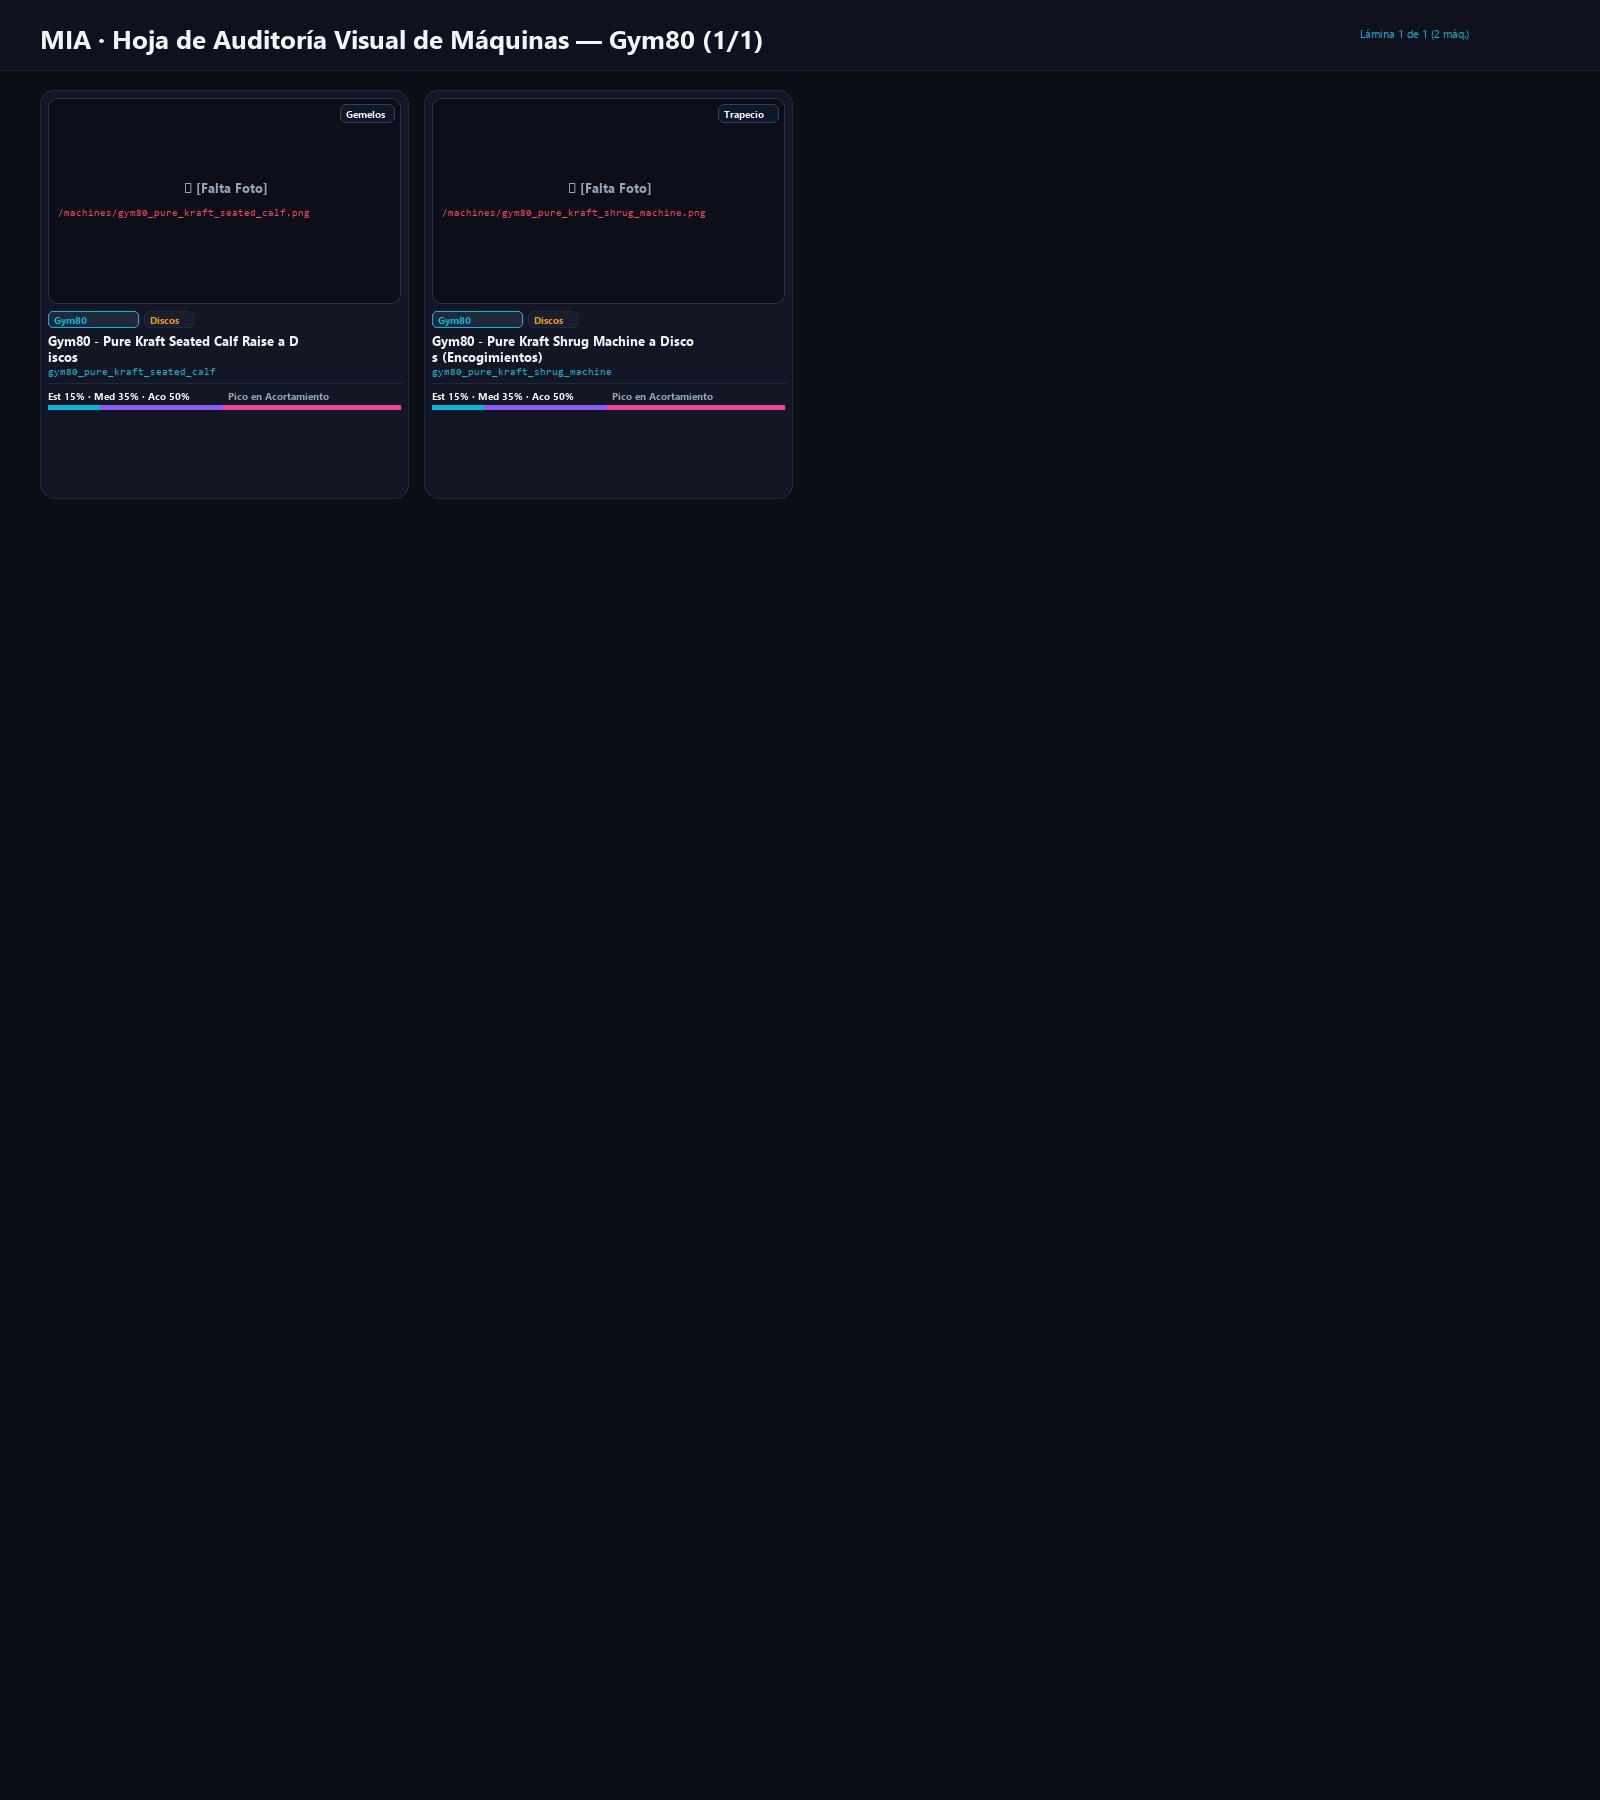 MIA · Hoja de Auditoría Visual de Máquinas — Gym80 (1/1)
Lámina 1 de 1 (2 máq.)
Gemelos
[Falta Foto]
/machines/gym80_pure_kraft_seated_calf.png
Gym80
Discos
Gym80 - Pure Kraft Seated Calf Raise a D
iscos
gym80_pure_kraft_seated_calf
Est 15% · Med 35% · Aco 50%
Pico en Acortamiento
Trapecio
[Falta Foto]
/machines/gym80_pure_kraft_shrug_machine.png
Gym80
Discos
Gym80 - Pure Kraft Shrug Machine a Disco
s (Encogimientos)
gym80_pure_kraft_shrug_machine
Est 15% · Med 35% · Aco 50%
Pico en Acortamiento